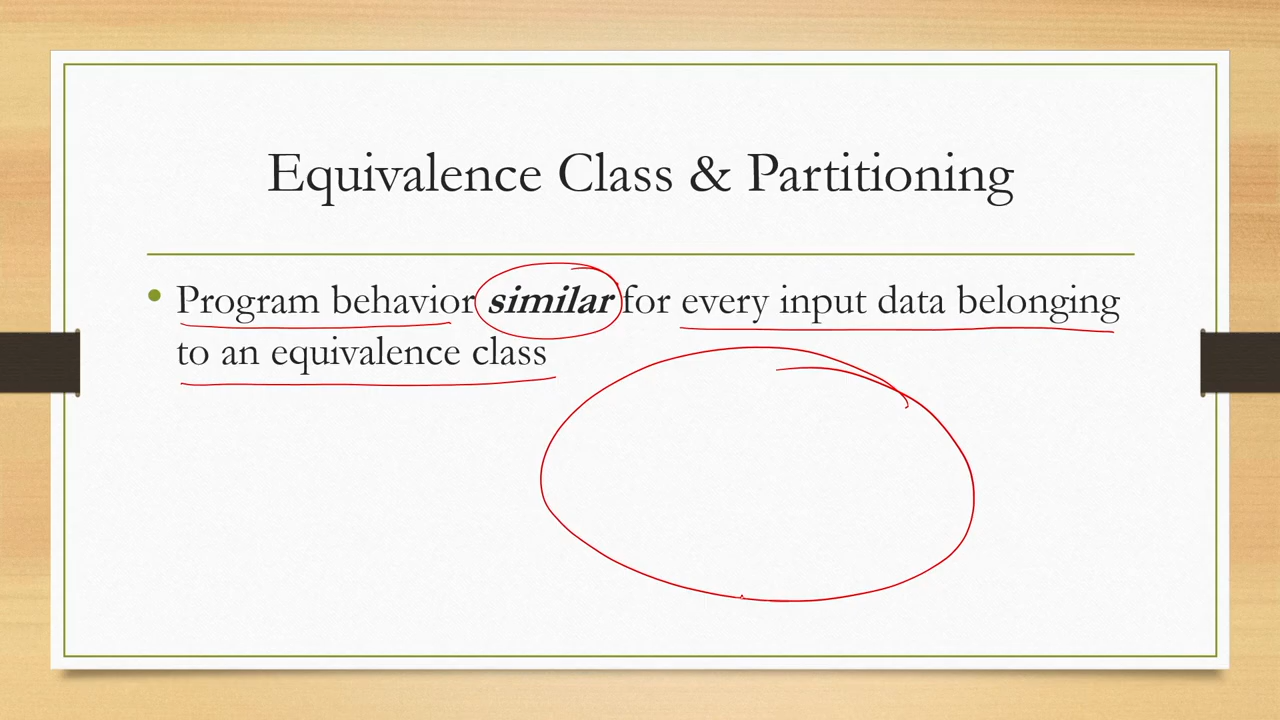 Equivalence Class & Partitioning
• Program behavior similar for every input data belonging
to an equivalence class